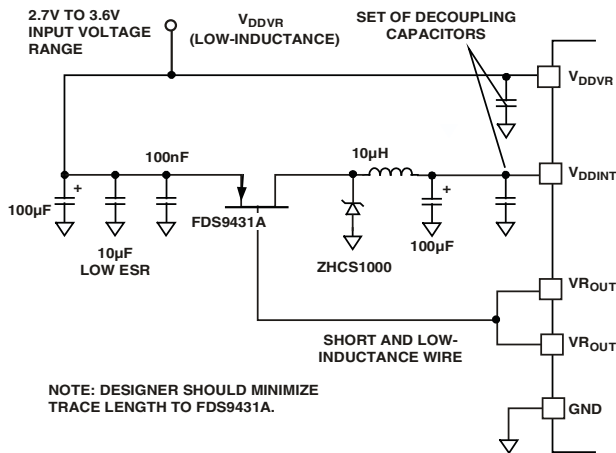 2.7V TO 3.6V
INPUT VOLTAGE
RANGE
VDDVR
(LOW-INDUCTANCE)
SET OF DECOUPLING
CAPACITORS
VDDVR
100nF
10µH
VDDINT
+
100µF
10µF
LOW ESR
FDS9431A
ZHCS1000
+
100µF
VROUT
SHORT AND LOW-
INDUCTANCE WIRE
VROUT
NOTE: DESIGNER SHOULD MINIMIZE
TRACE LENGTH TO FDS9431A.
GND